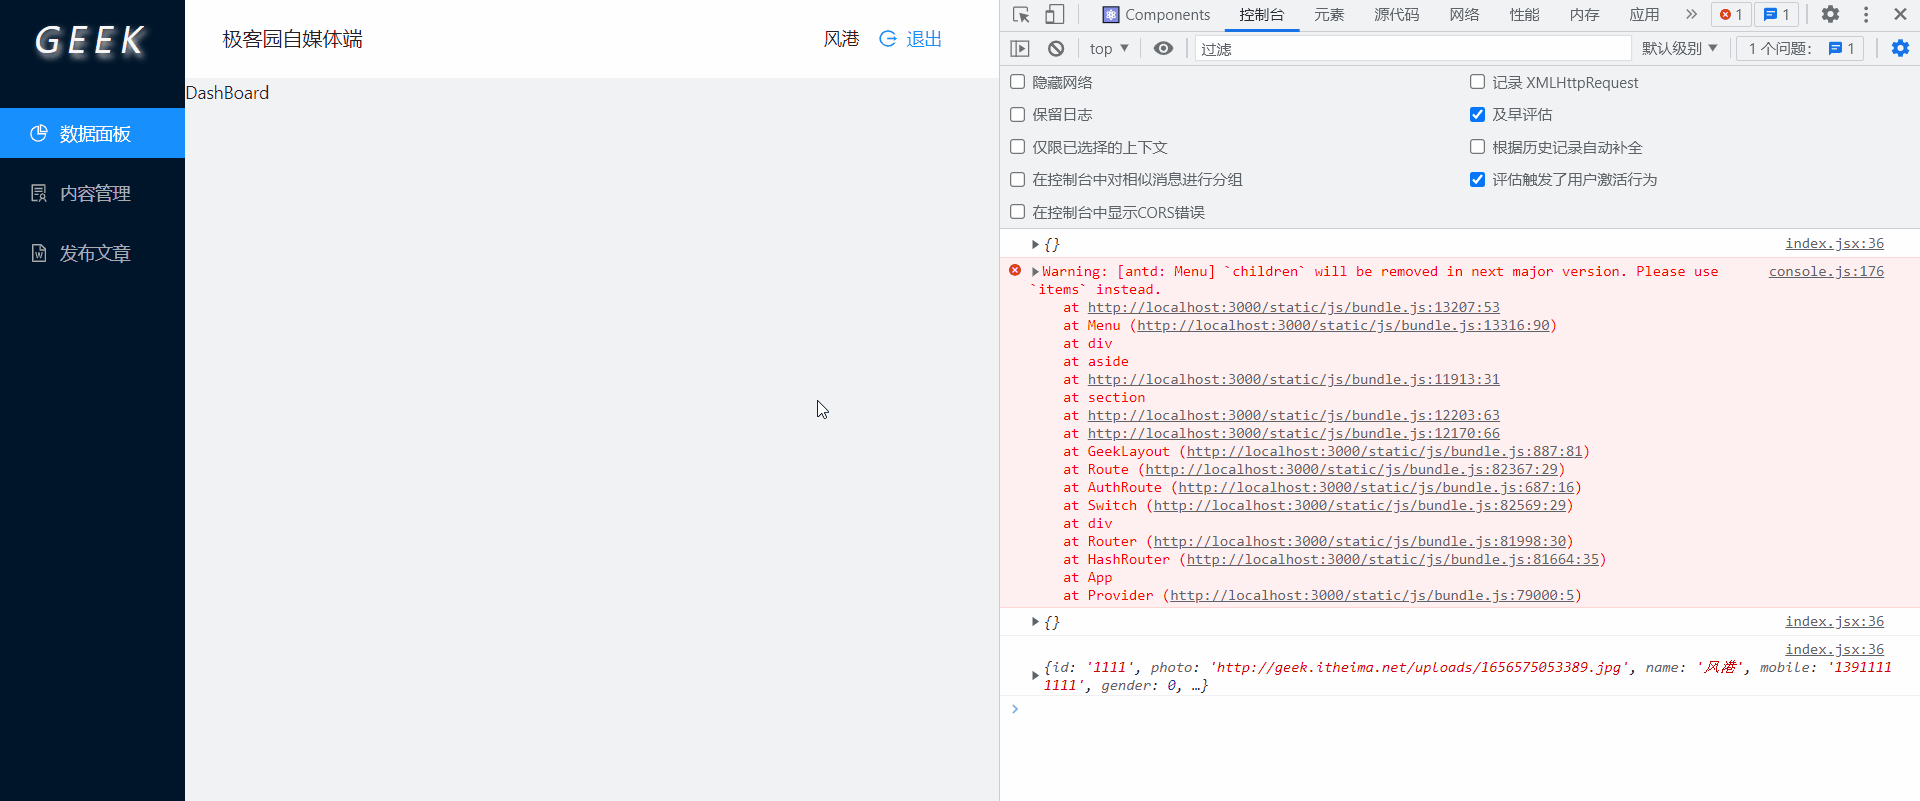 GEEK
数据面板
内容管理
发布文章
极客园自媒体端
风港
退出
DashBoard
Components
控制台
元素
源代码
网络
性能
内存
应用
1
1
top
过滤
默认级别
1 个问题:
1
隐藏网络
记录 XMLHttpRequest
保留日志
及早评估
仅限已选择的上下文
根据历史记录自动补全
在控制台中对相似消息进行分组
评估触发了用户激活行为
在控制台中显示CORS错误
{} index.jsx:36
Warning: [antd: Menu] `children` will be removed in next major version. Please use console.js:176
`items` instead.
at http://localhost:3000/static/js/bundle.js:13207:53
at Menu (http://localhost:3000/static/js/bundle.js:13316:90)
at div
at aside
at http://localhost:3000/static/js/bundle.js:11913:31
at section
at http://localhost:3000/static/js/bundle.js:12203:63
at http://localhost:3000/static/js/bundle.js:12170:66
at GeekLayout (http://localhost:3000/static/js/bundle.js:887:81)
at Route (http://localhost:3000/static/js/bundle.js:82367:29)
at AuthRoute (http://localhost:3000/static/js/bundle.js:687:16)
at Switch (http://localhost:3000/static/js/bundle.js:82569:29)
at div
at Router (http://localhost:3000/static/js/bundle.js:81998:30)
at HashRouter (http://localhost:3000/static/js/bundle.js:81664:35)
at App
at Provider (http://localhost:3000/static/js/bundle.js:79000:5)
{} index.jsx:36
index.jsx:36
{id: '1111', photo: 'http://geek.itheima.net/uploads/1656575053389.jpg', name: '风港', mobile: '1391111
1111', gender: 0, …}